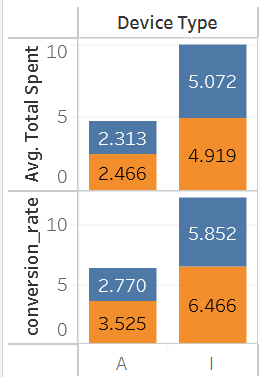 Device Type
Avg. Total Spent
10
5
0
2.313
2.466
5.072
4.919
conversion_rate
10
5
0
2.770
3.525
5.852
6.466
A
I